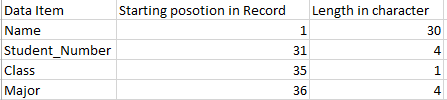 Data Item Starting posotion in Record Length in character
Name 1 30
Student_Number 31 4
Class 35 1
Major 36 4